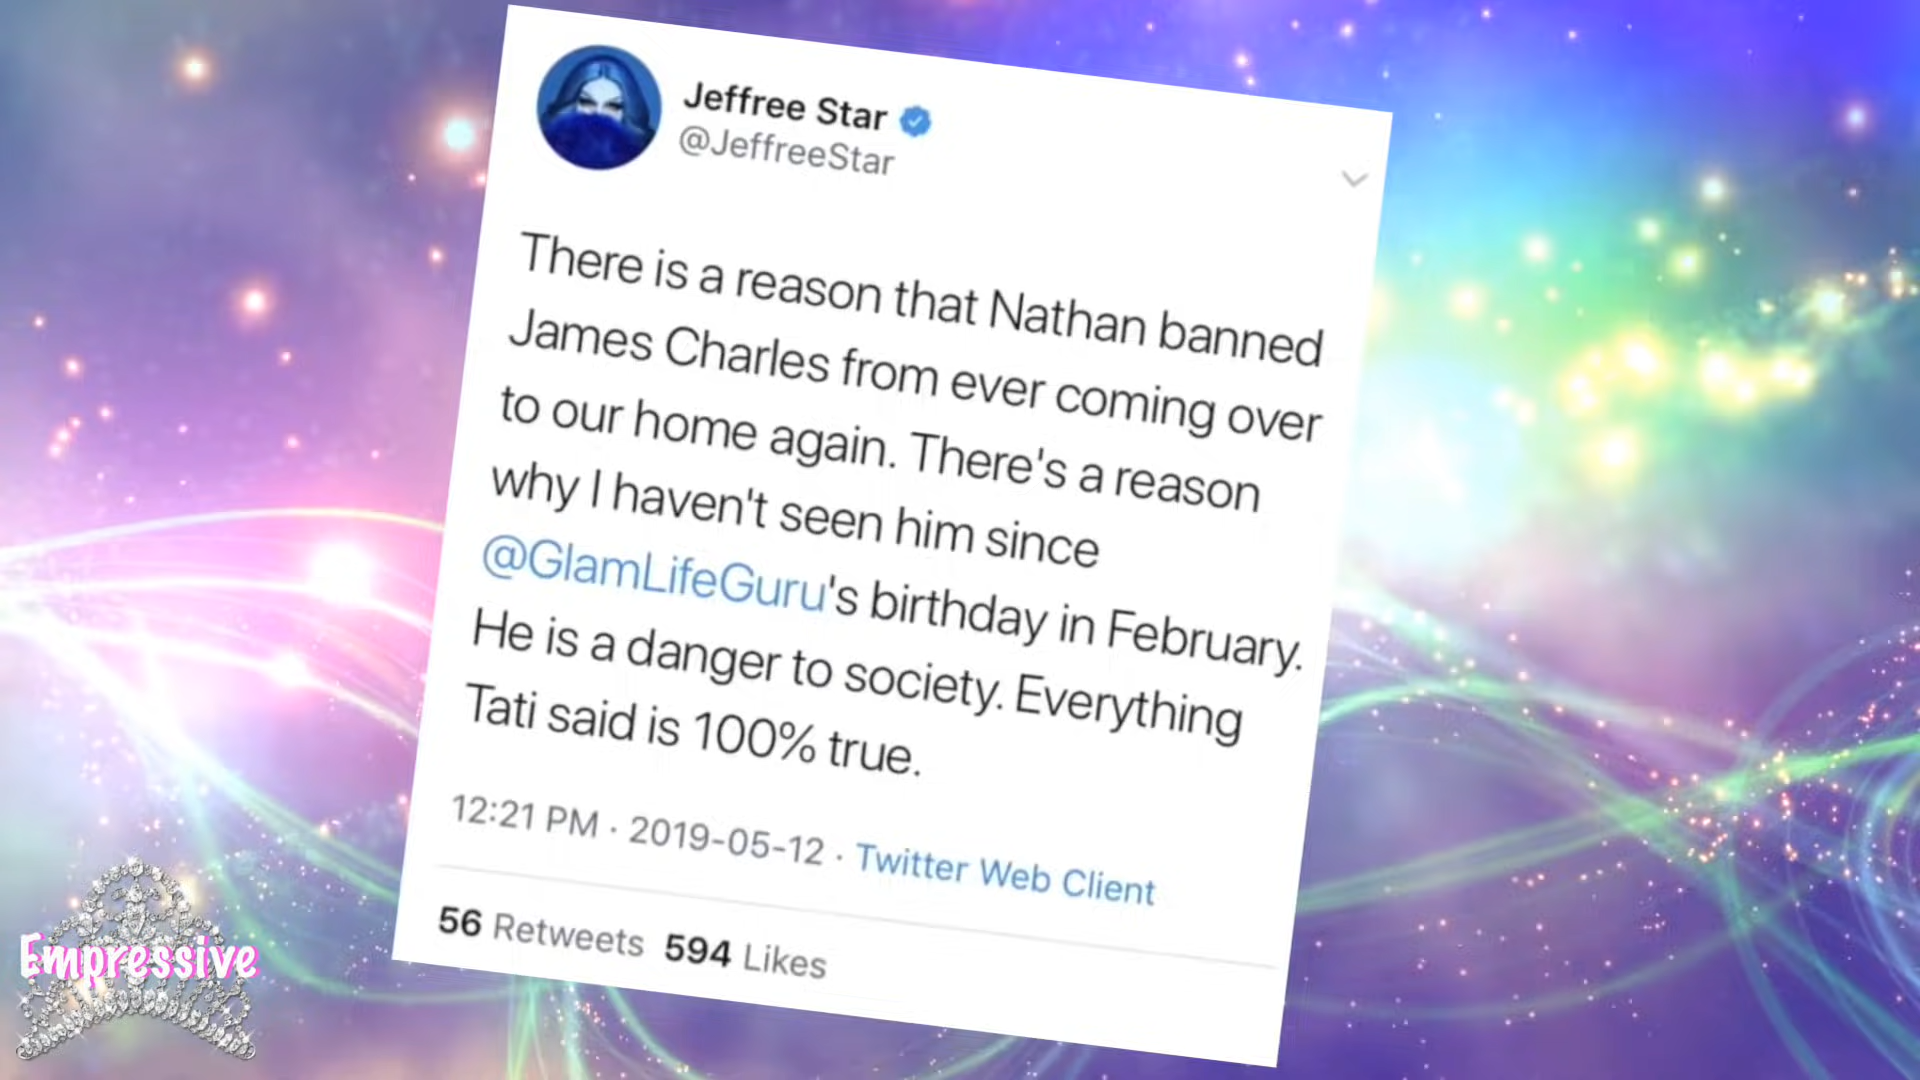 Jeffree Star
@JeffreeStar
There is a reason that Nathan banned
James Charles from ever coming over
to our home again. There's a reason
why I haven't seen him since
@GlamLifeGuru's birthday in February.
He is a danger to society. Everything
Tati said is 100% true.
12:21 PM · 2019-05-12 · Twitter Web Client
56 Retweets 594 Likes
Empressive